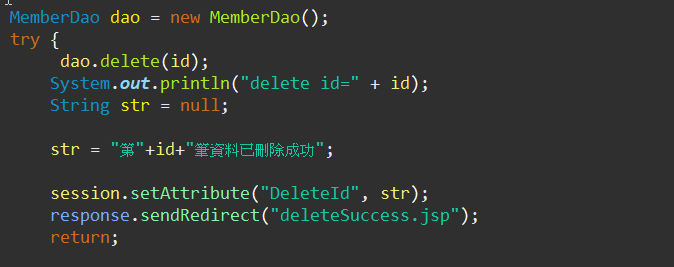 MemberDao dao = new MemberDao();
try {
dao.delete(id);
System.out.println("delete id=" + id);
String str = null;
str = "第"+id+"筆資料已刪除成功";
session.setAttribute("DeleteId", str);
response.sendRedirect("deleteSuccess.jsp");
return;